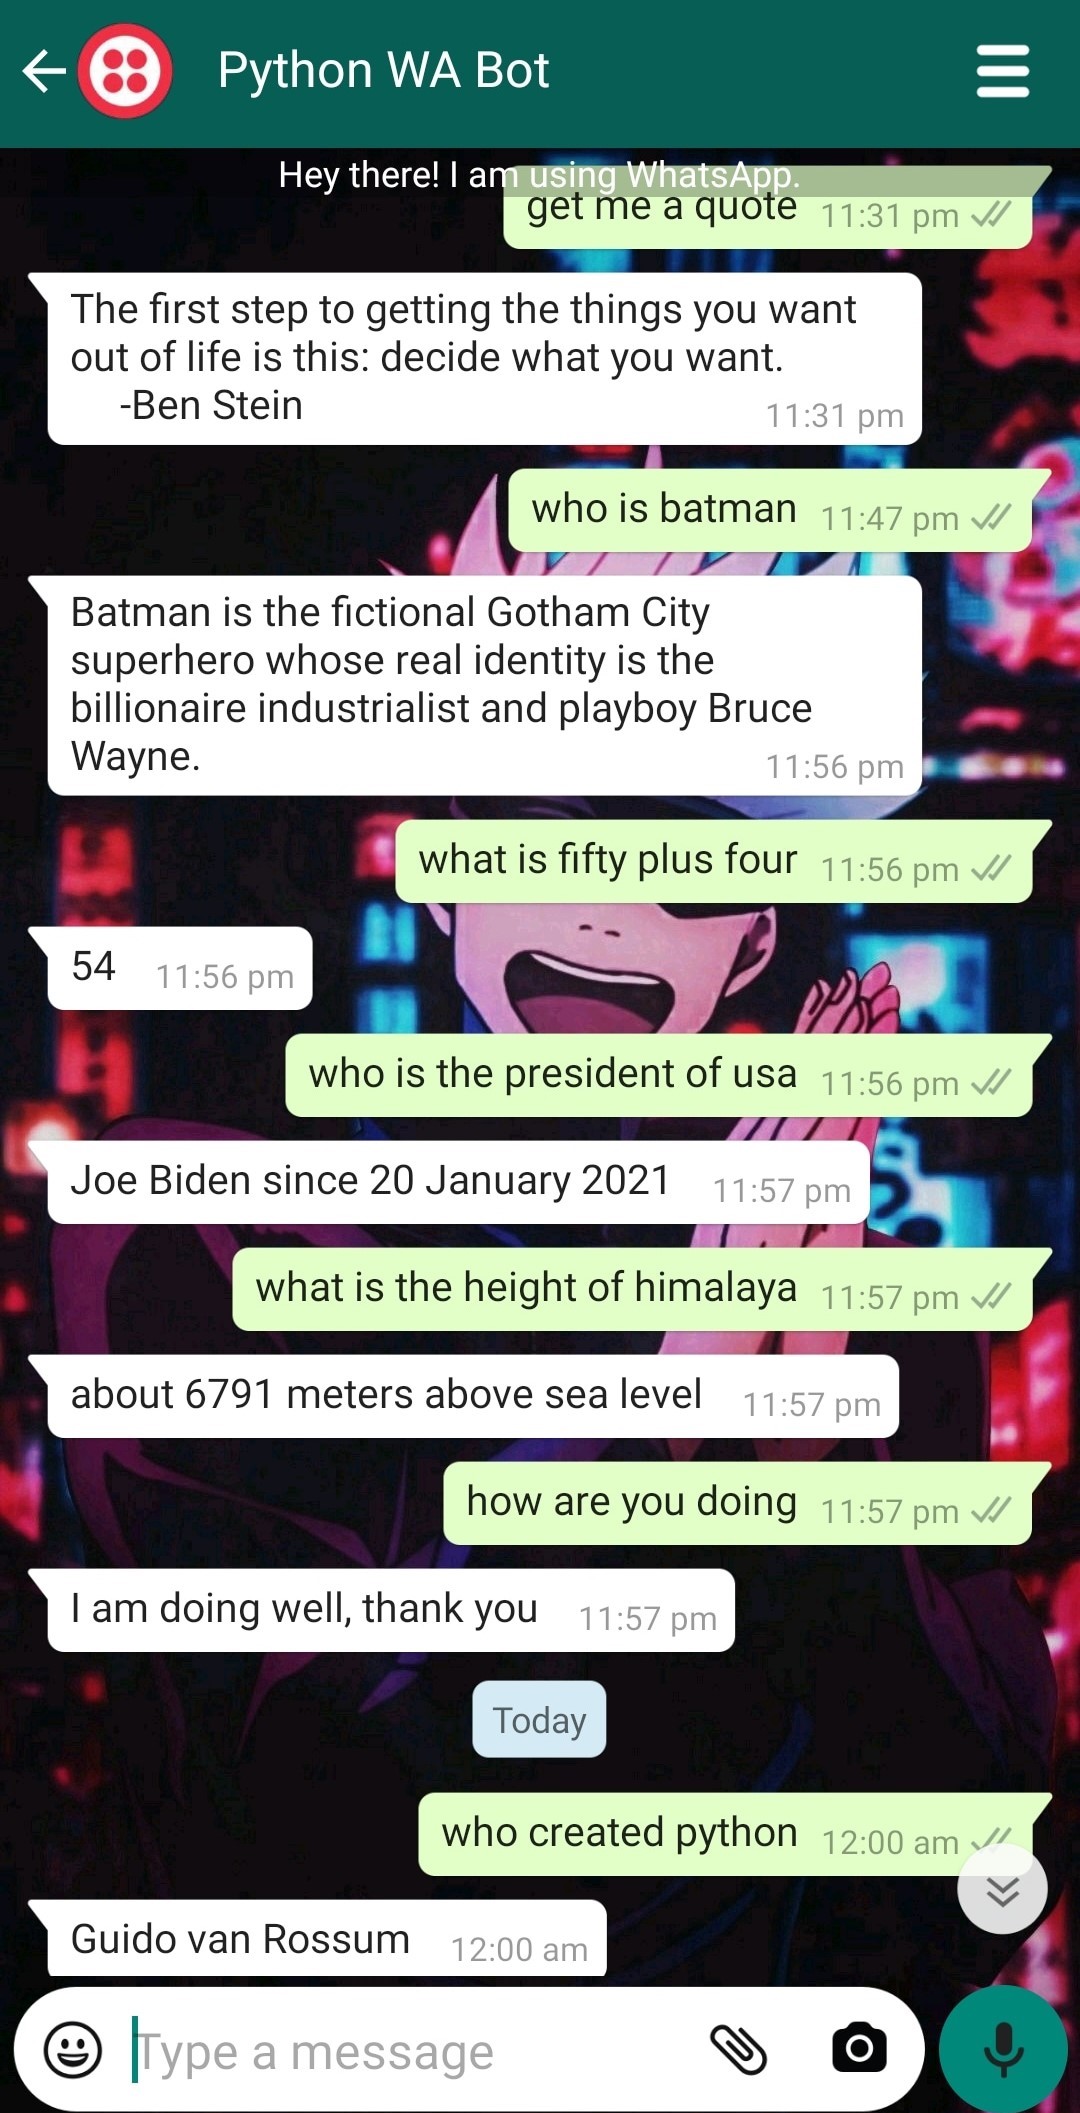 Python WA Bot
Hey there! I am using WhatsApp.
get me a quote 11:31 pm
The first step to getting the things you want
out of life is this: decide what you want.
-Ben Stein
11:31 pm
who is batman 11:47 pm
Batman is the fictional Gotham City
superhero whose real identity is the
billionaire industrialist and playboy Bruce
Wayne.
11:56 pm
what is fifty plus four 11:56 pm
54 11:56 pm
who is the president of usa 11:56 pm
Joe Biden since 20 January 2021 11:57 pm
what is the height of himalaya 11:57 pm
about 6791 meters above sea level 11:57 pm
how are you doing 11:57 pm
I am doing well, thank you 11:57 pm
Today
who created python 12:00 am
Guido van Rossum 12:00 am
Type a message